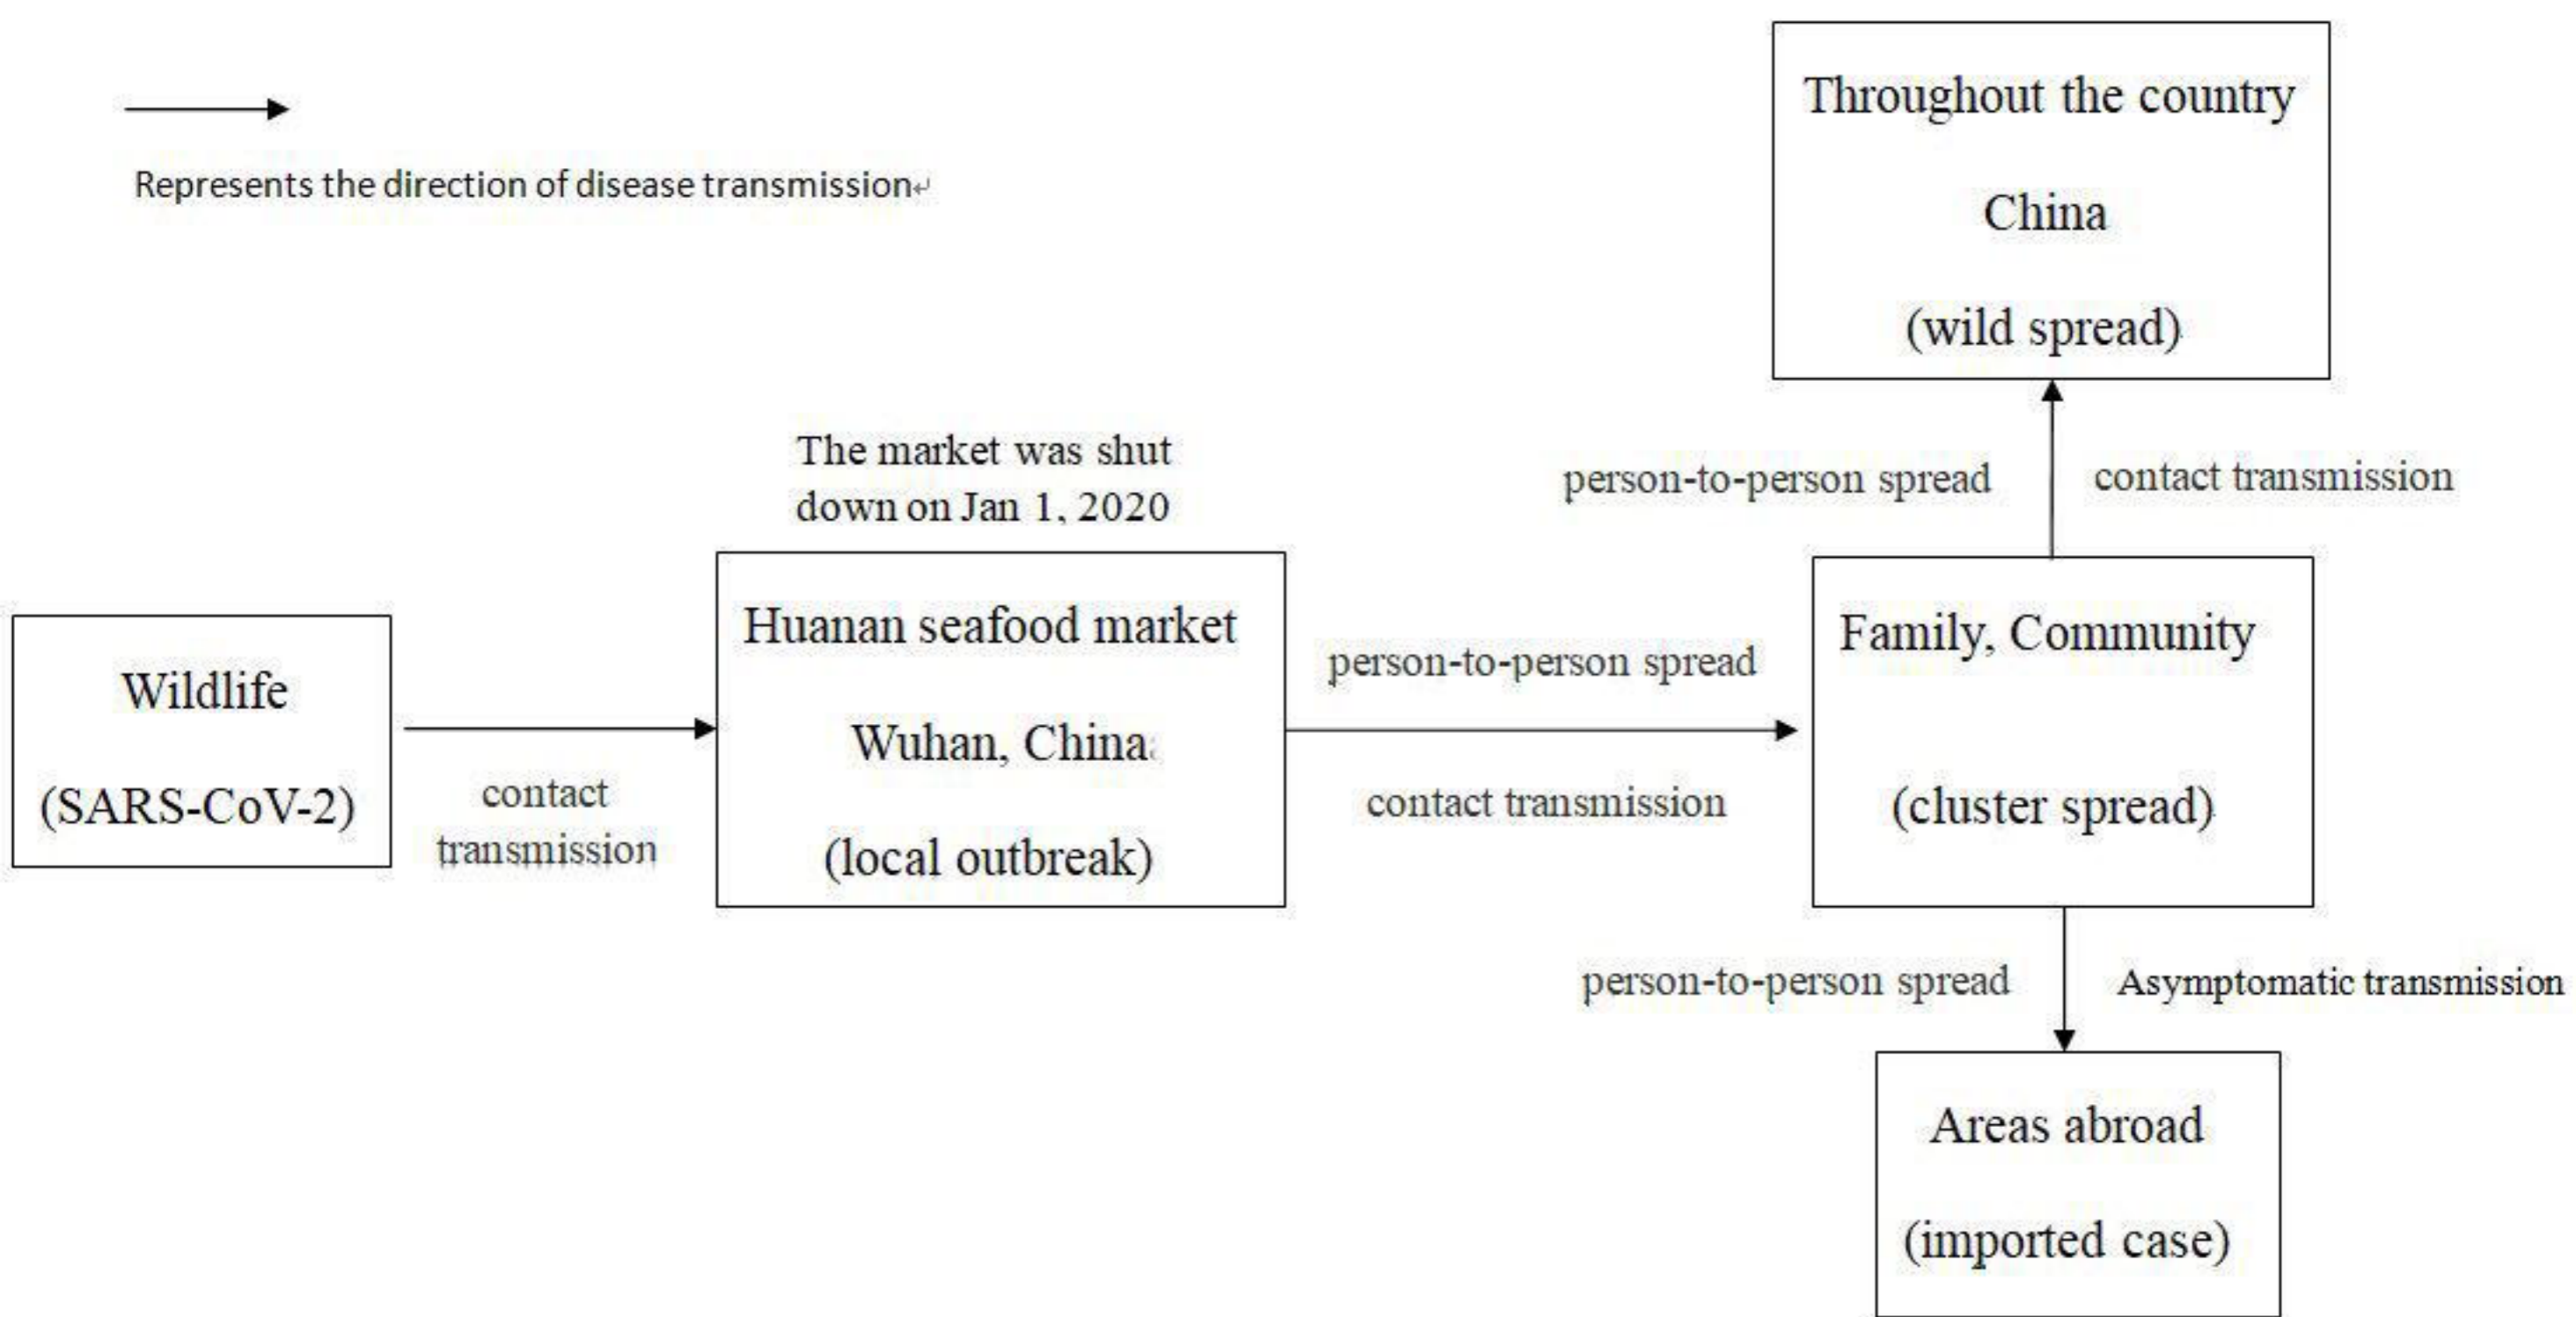 Represents the direction of disease transmission↵
Throughout the country
China
(wild spread)
The market was shut
down on Jan 1, 2020
person-to-person spread
contact transmission
Wildlife
(SARS-CoV-2)
contact
transmission
Huanan seafood market
Wuhan, China
(local outbreak)
person-to-person spread
contact transmission
Family, Community
(cluster spread)
person-to-person spread
Asymptomatic transmission
Areas abroad
(imported case)